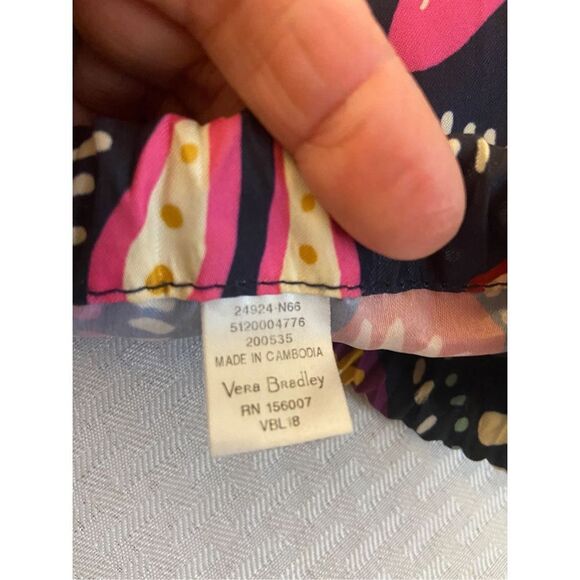 24924-N66
5120004776
200535
MADE IN CAMBODIA
Vera Bradley
RN 156007
VBL18